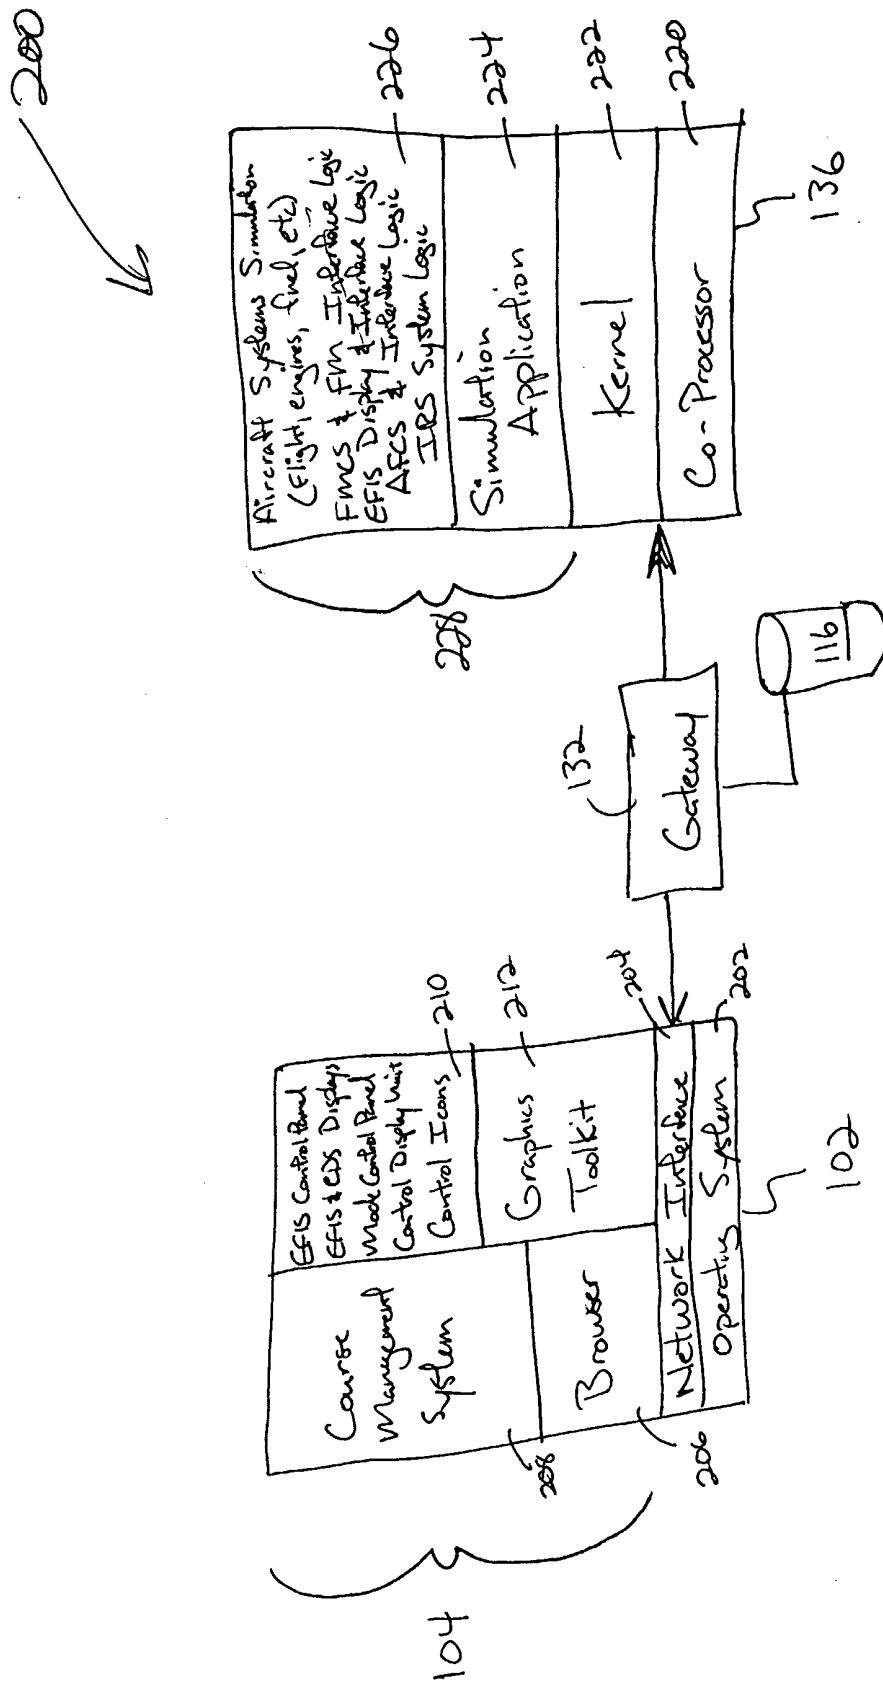 200
104
Course
Management
System
208
Browser
206
EFIS Control Panel
EFIS & CDS Displays
Mode Control Panel
Control Display Unit
Control Icons
210
Graphics
Toolkit
212
Network Interface
204
Operating System
202
102
132
Gateway
116
228
Aircraft Systems Simulation
(Flight, engines, fuel, etc)
FMCS & FM Interface Logic
EFIS Display & Interface Logic
AFCS & Interface Logic
IRS System Logic
226
Simulation
Application
224
Kernel
222
Co-Processor
220
136